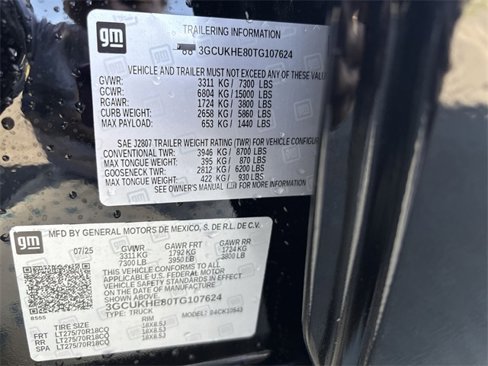 gm
TRAILERING INFORMATION
3GCUKHE80TG107624
VEHICLE AND TRAILER MUST NOT EXCEED ANY OF THESE VALU
GVWR: 3311 KG / 7300 LBS
GCWR: 6804 KG / 15000 LBS
RGAWR: 1724 KG / 3800 LBS
CURB WEIGHT: 2658 KG / 5860 LBS
MAX PAYLOAD: 653 KG / 1440 LBS
SAE J2807 TRAILER WEIGHT RATING (TWR) FOR VEHICLE CONFIGUR
CONVENTIONAL TWR: 3946 KG / 8700 LBS
MAX TONGUE WEIGHT: 395 KG / 870 LBS
GOOSENECK TWR: 2812 KG / 6200 LBS
MAX TONGUE WEIGHT: 422 KG / 930 LBS
SEE OWNER'S MANUAL FOR MORE INFORMATION
gm
MFD BY GENERAL MOTORS DE MEXICO, S. DE R.L. DE C.V.
07/25 GVWR GAWR FRT GAWR RR
3311 KG 1792 KG 1724 KG
7300 LB 3950 LB 3800 LB
THIS VEHICLE CONFORMS TO ALL
APPLICABLE U.S. FEDERAL MOTOR
VEHICLE SAFETY STANDARDS IN EFFECT
ON THE DATE OF MANUFACTURE SHOWN ABOVE.
3GCUKHE80TG107624
TYPE: TRUCK MODEL:
TIRE SIZE RIM
FRT LT275/70R18CQ 18X8.5J
RR LT275/70R18CQ 18X8.5J
SPA LT275/70R18CQ 18X8.5J